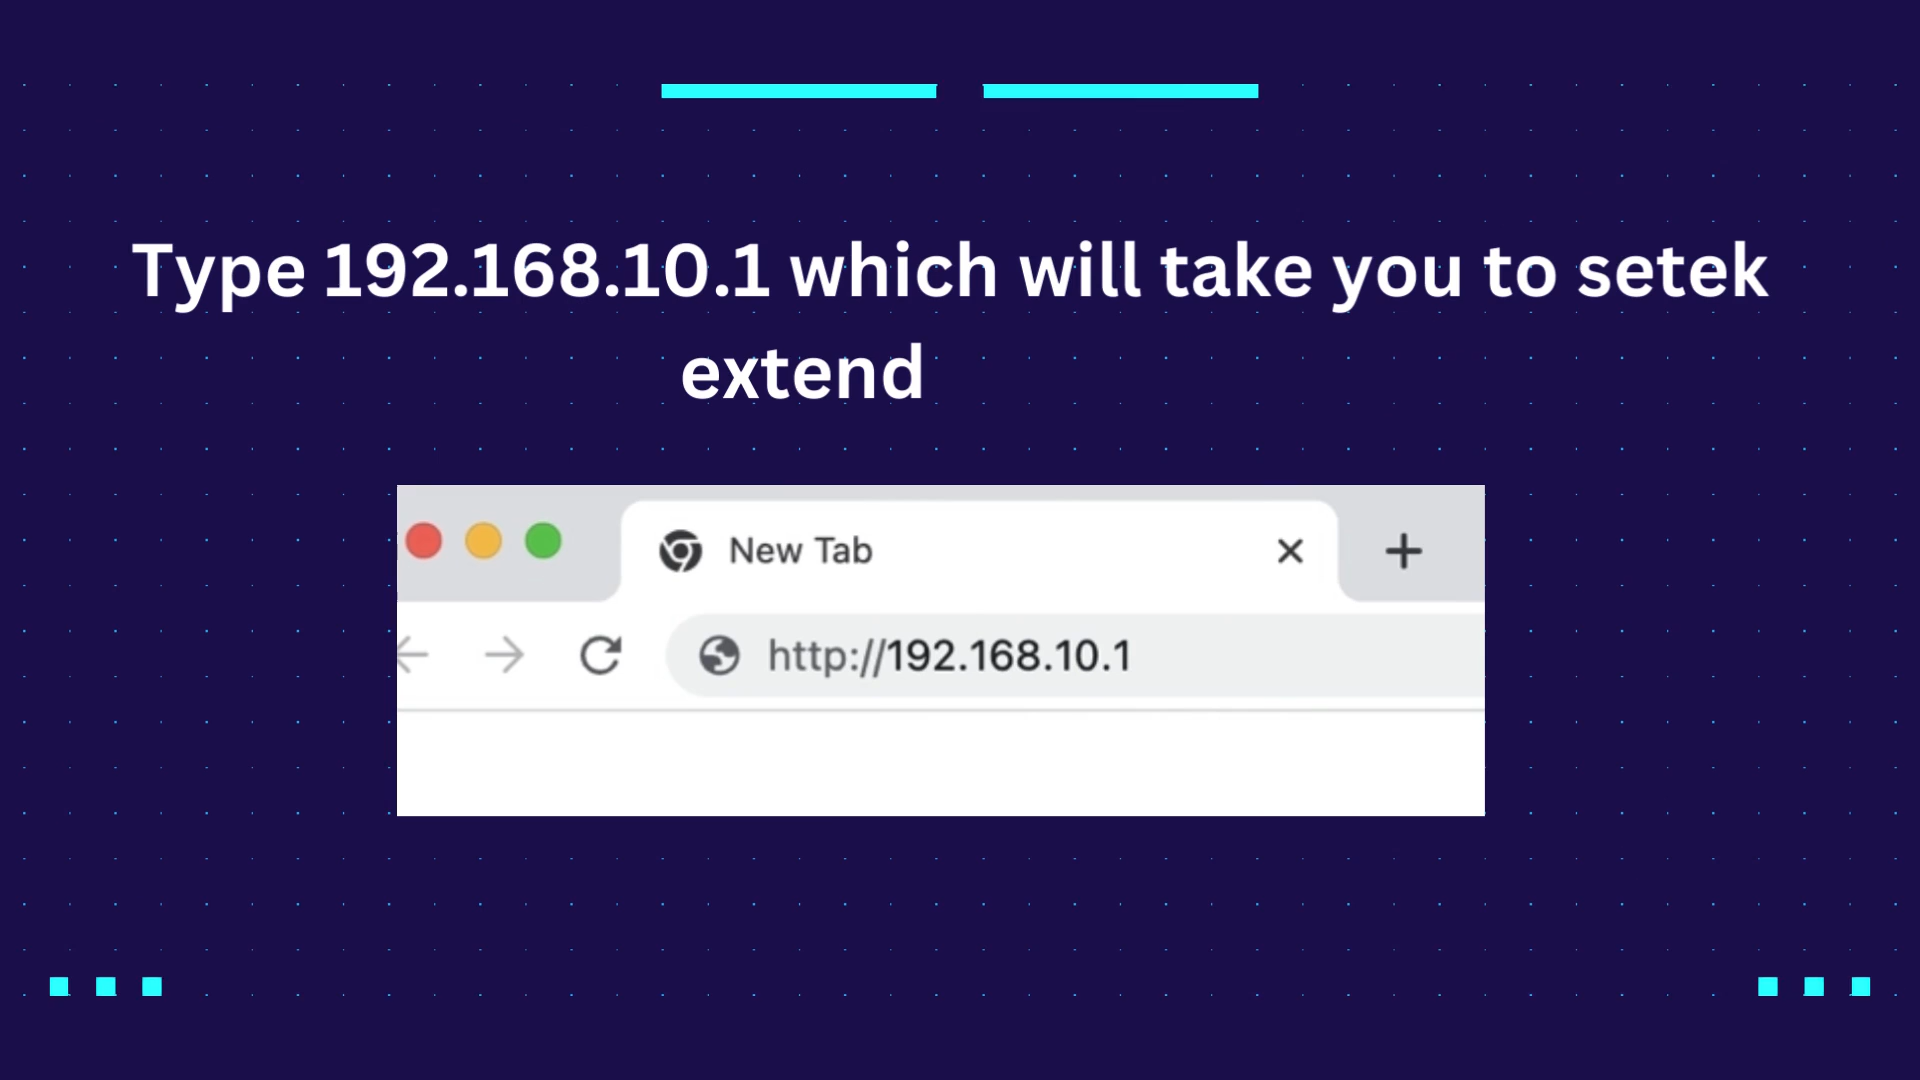 Type 192.168.10.1 which will take you to setek
extend
New Tab
http://192.168.10.1